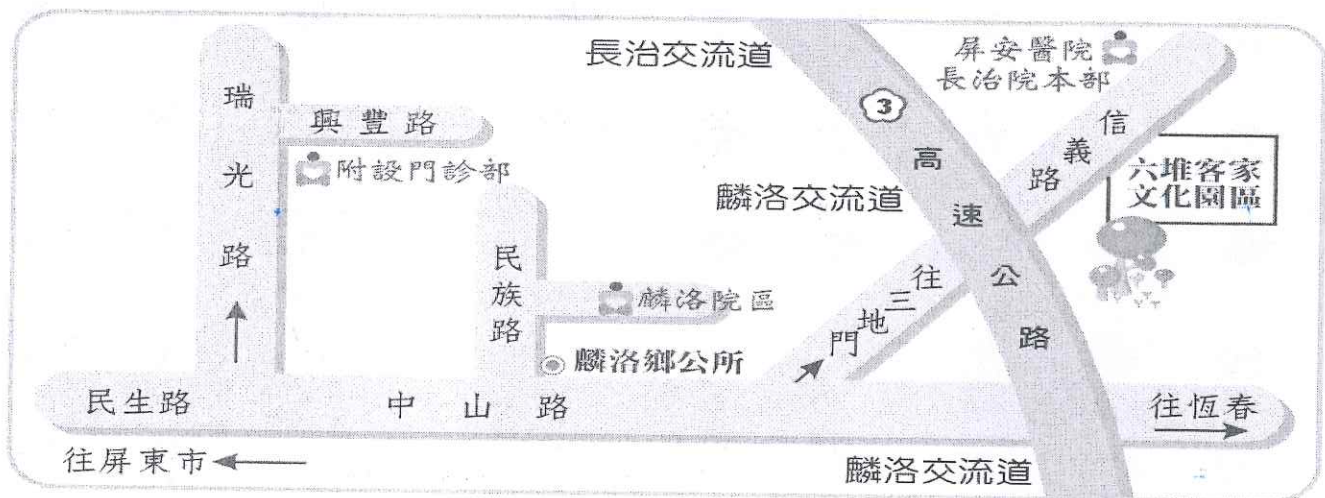 長治交流道
屏安醫院
長治院本部
瑞光路
興豐路
附設門診部
3
高速公路
信義路
六堆客家
文化園區
麟洛交流道
民族路
麟洛院區
往三地門
麟洛鄉公所
民生路
中山路
往恆春
往屏東市
麟洛交流道